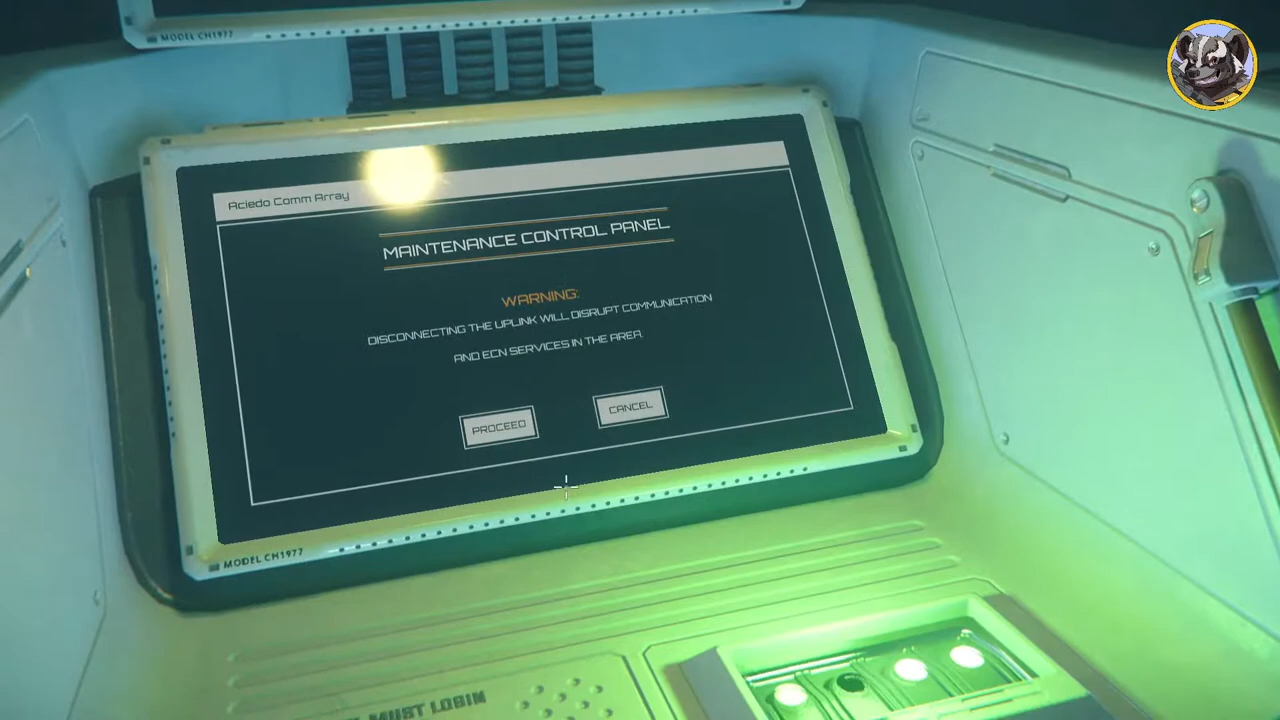 MODEL CH1977
Aciedo Comm Array
MAINTENANCE CONTROL PANEL
WARNING:
DISCONNECTING THE UPLINK WILL DISRUPT COMMUNICATION
AND ECN SERVICES IN THE AREA.
PROCEED
CANCEL
MODEL CH1977
MUST LOGIN